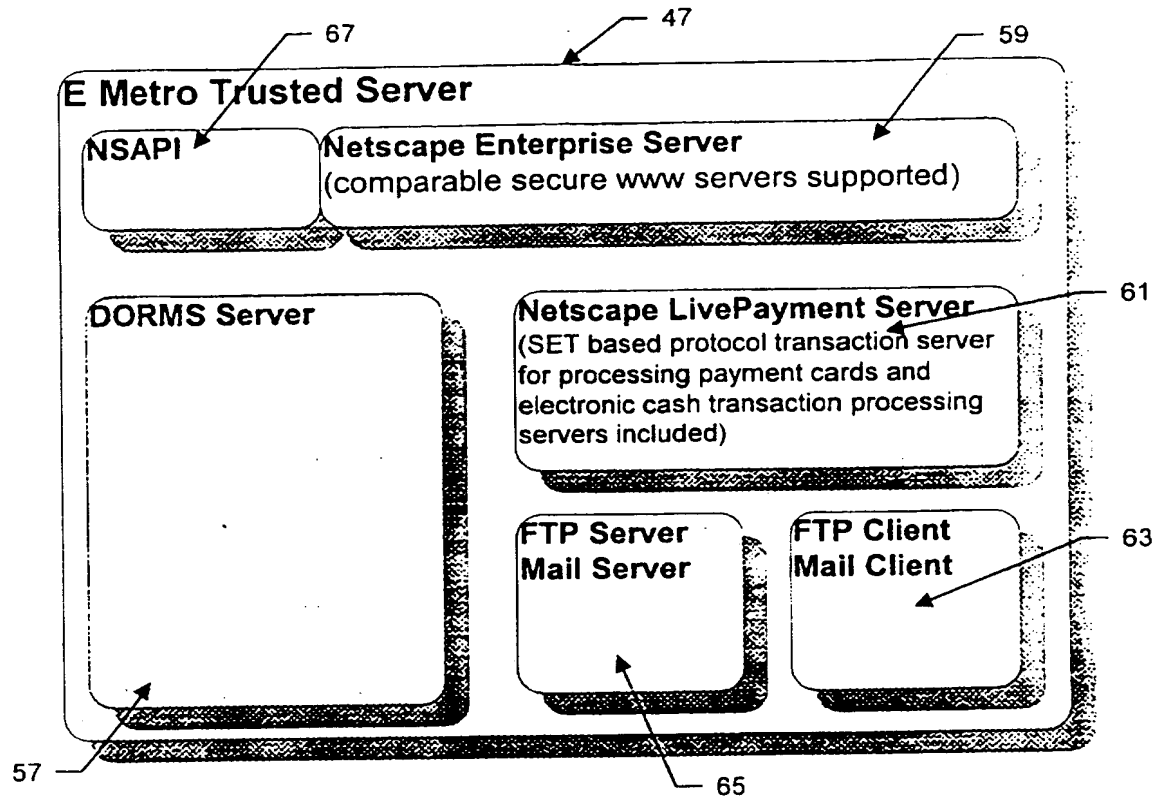 67
47
59
E Metro Trusted Server
NSAPI
Netscape Enterprise Server
(comparable secure www servers supported)
DORMS Server
Netscape LivePayment Server
(SET based protocol transaction server
for processing payment cards and
electronic cash transaction processing
servers included)
61
FTP Server
Mail Server
FTP Client
Mail Client
63
57
65